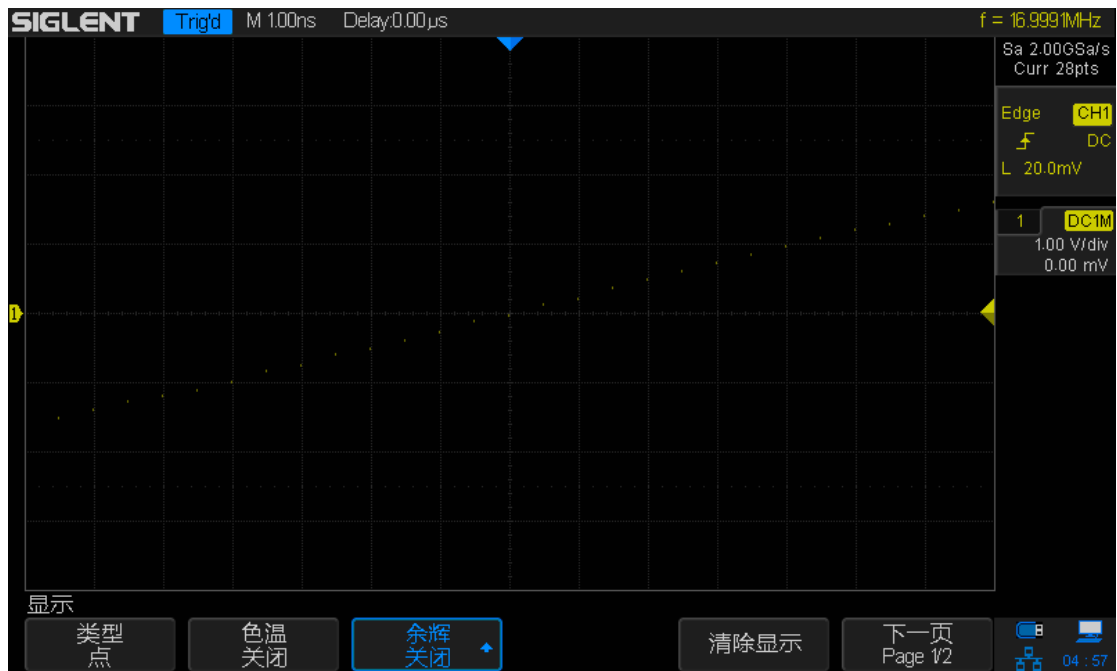 SIGLENT Trig'd M 1.00ns Delay:0.00μs f = 16.9991MHz
Sa 2.00GSa/s
Curr 28pts
Edge CH1
DC
L 20.0mV
1 DC1M
1.00 V/div
0.00 mV
1
显示
类型
点
色温
关闭
余辉
关闭
清除显示
下一页
Page 1/2
04:57